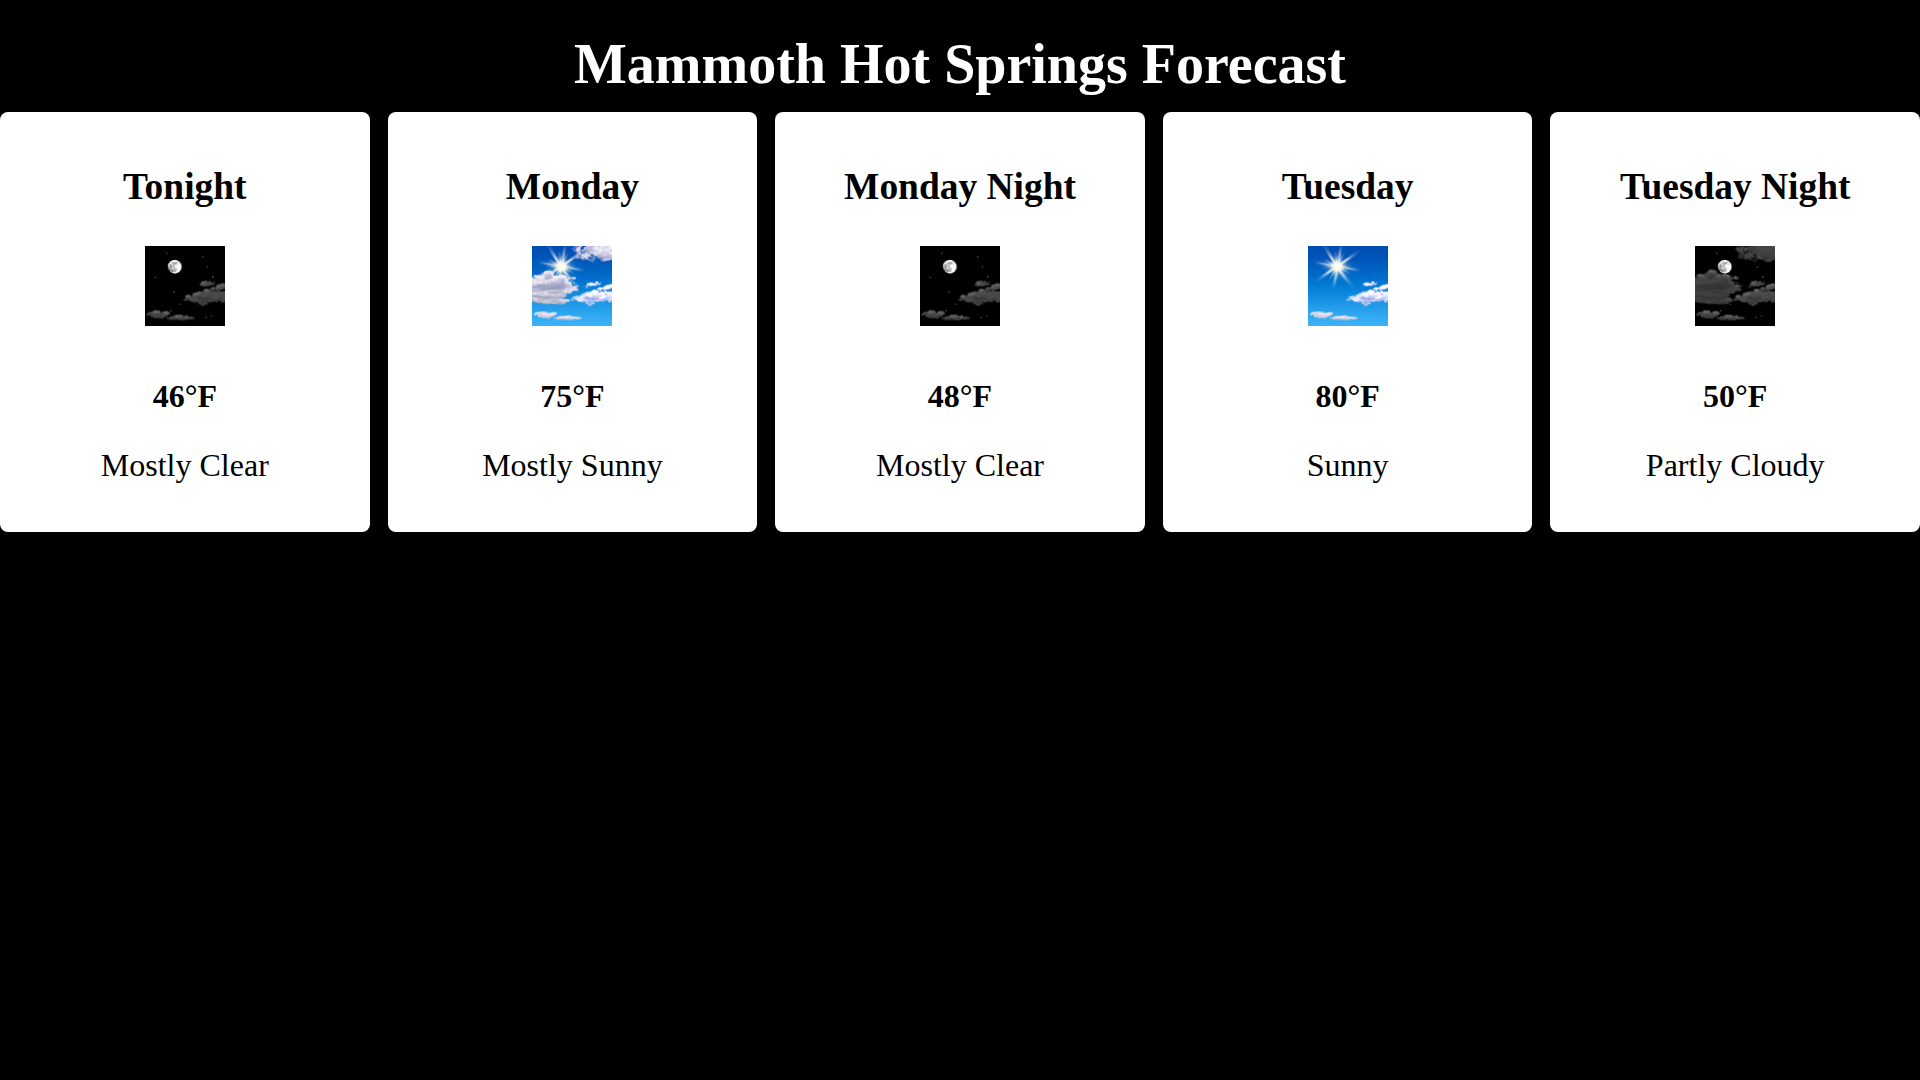 Mammoth Hot Springs Forecast
Tonight
46°F
Mostly Clear
Monday
75°F
Mostly Sunny
Monday Night
48°F
Mostly Clear
Tuesday
80°F
Sunny
Tuesday Night
50°F
Partly Cloudy